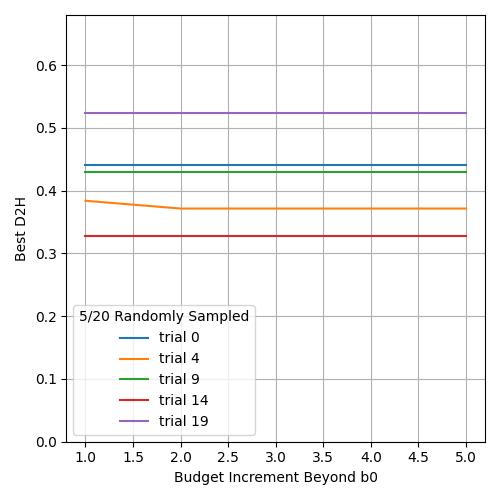 0.6
0.5
0.4
0.3
0.2
0.1
0.0
Best D2H
5/20 Randomly Sampled
trial 0
trial 4
trial 9
trial 14
trial 19
1.0 1.5 2.0 2.5 3.0 3.5 4.0 4.5 5.0
Budget Increment Beyond b0